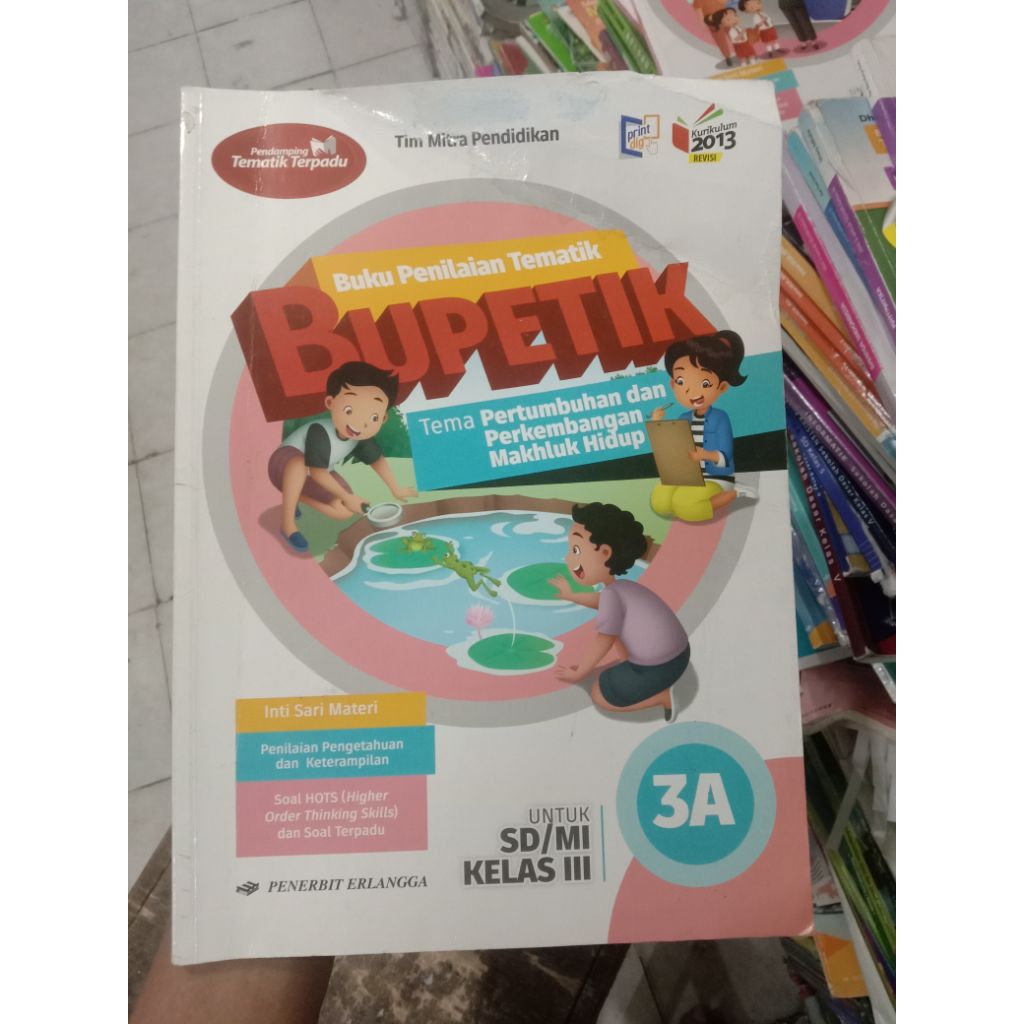 Pendamping
Tematik Terpadu
Tim Mitra Pendidikan
print
dig
Kurikulum
2013
REVISI
Buku Penilaian Tematik
BUPETIK
Tema Pertumbuhan dan
Perkembangan
Makhluk Hidup
Inti Sari Materi
Penilaian Pengetahuan
dan Keterampilan
Soal HOTS (Higher
Order Thinking Skills)
dan Soal Terpadu
PENERBIT ERLANGGA
UNTUK
SD/MI
KELAS III
3A